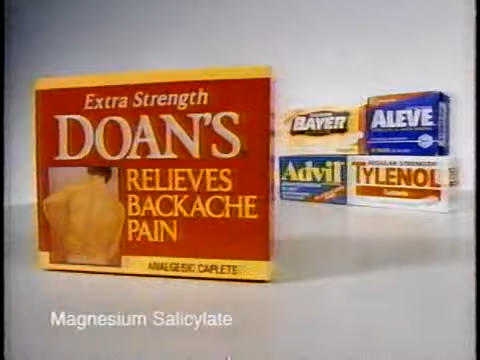 Extra Strength
DOAN'S
RELIEVES
BACKACHE
PAIN
ANALGESIC CAPLETS
BAYER
ALEVE
Advil
REGULAR STRENGTH
TYLENOL
Magnesium Salicylate